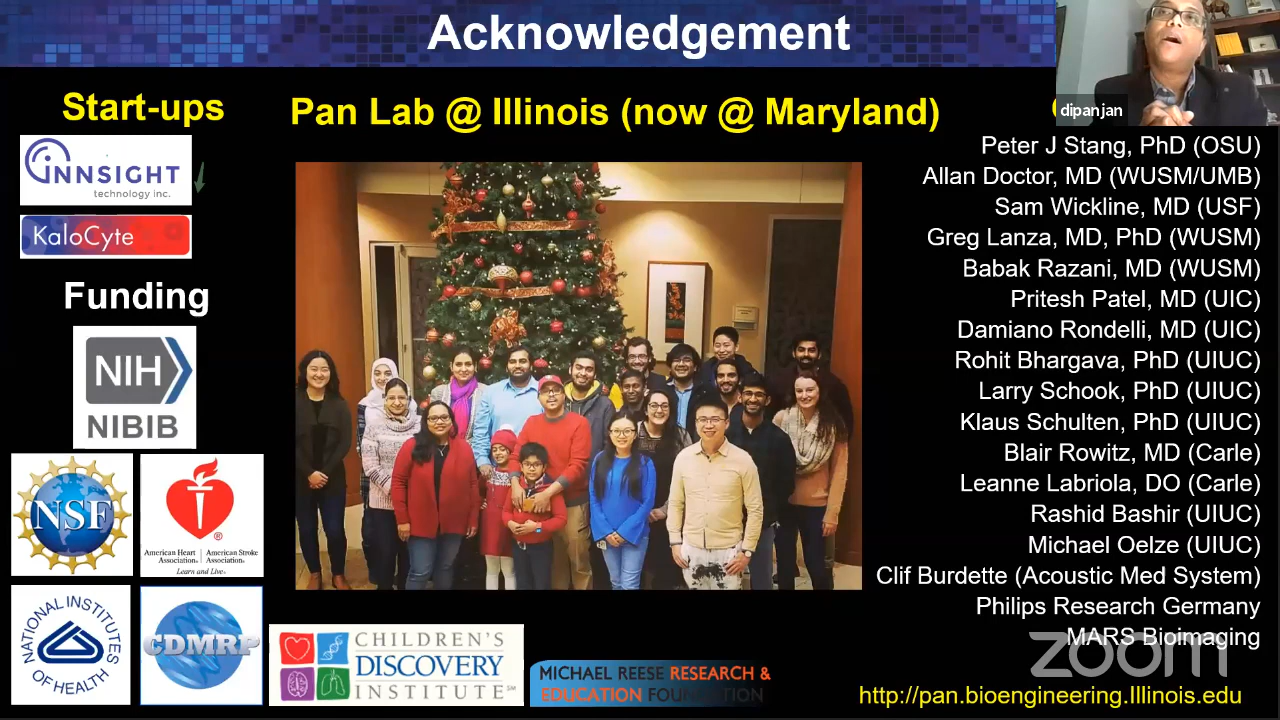 Acknowledgement
dipanjan
Start-ups
INNSIGHT
technology inc.
KaloCyte
Funding
NIH
NIBIB
NSF
American Heart Association®
American Stroke Association®
Learn and Live®
NATIONAL INSTITUTES OF HEALTH
CDMRP
Pan Lab @ Illinois (now @ Maryland)
CHILDREN'S
DISCOVERY
INSTITUTE
MICHAEL REESE RESEARCH &
EDUCATION FOUNDATION
Peter J Stang, PhD (OSU)
Allan Doctor, MD (WUSM/UMB)
Sam Wickline, MD (USF)
Greg Lanza, MD, PhD (WUSM)
Babak Razani, MD (WUSM)
Pritesh Patel, MD (UIC)
Damiano Rondelli, MD (UIC)
Rohit Bhargava, PhD (UIUC)
Larry Schook, PhD (UIUC)
Klaus Schulten, PhD (UIUC)
Blair Rowitz, MD (Carle)
Leanne Labriola, DO (Carle)
Rashid Bashir (UIUC)
Michael Oelze (UIUC)
Clif Burdette (Acoustic Med System)
Philips Research Germany
MARS Bioimaging
zoom
http://pan.bioengineering.Illinois.edu